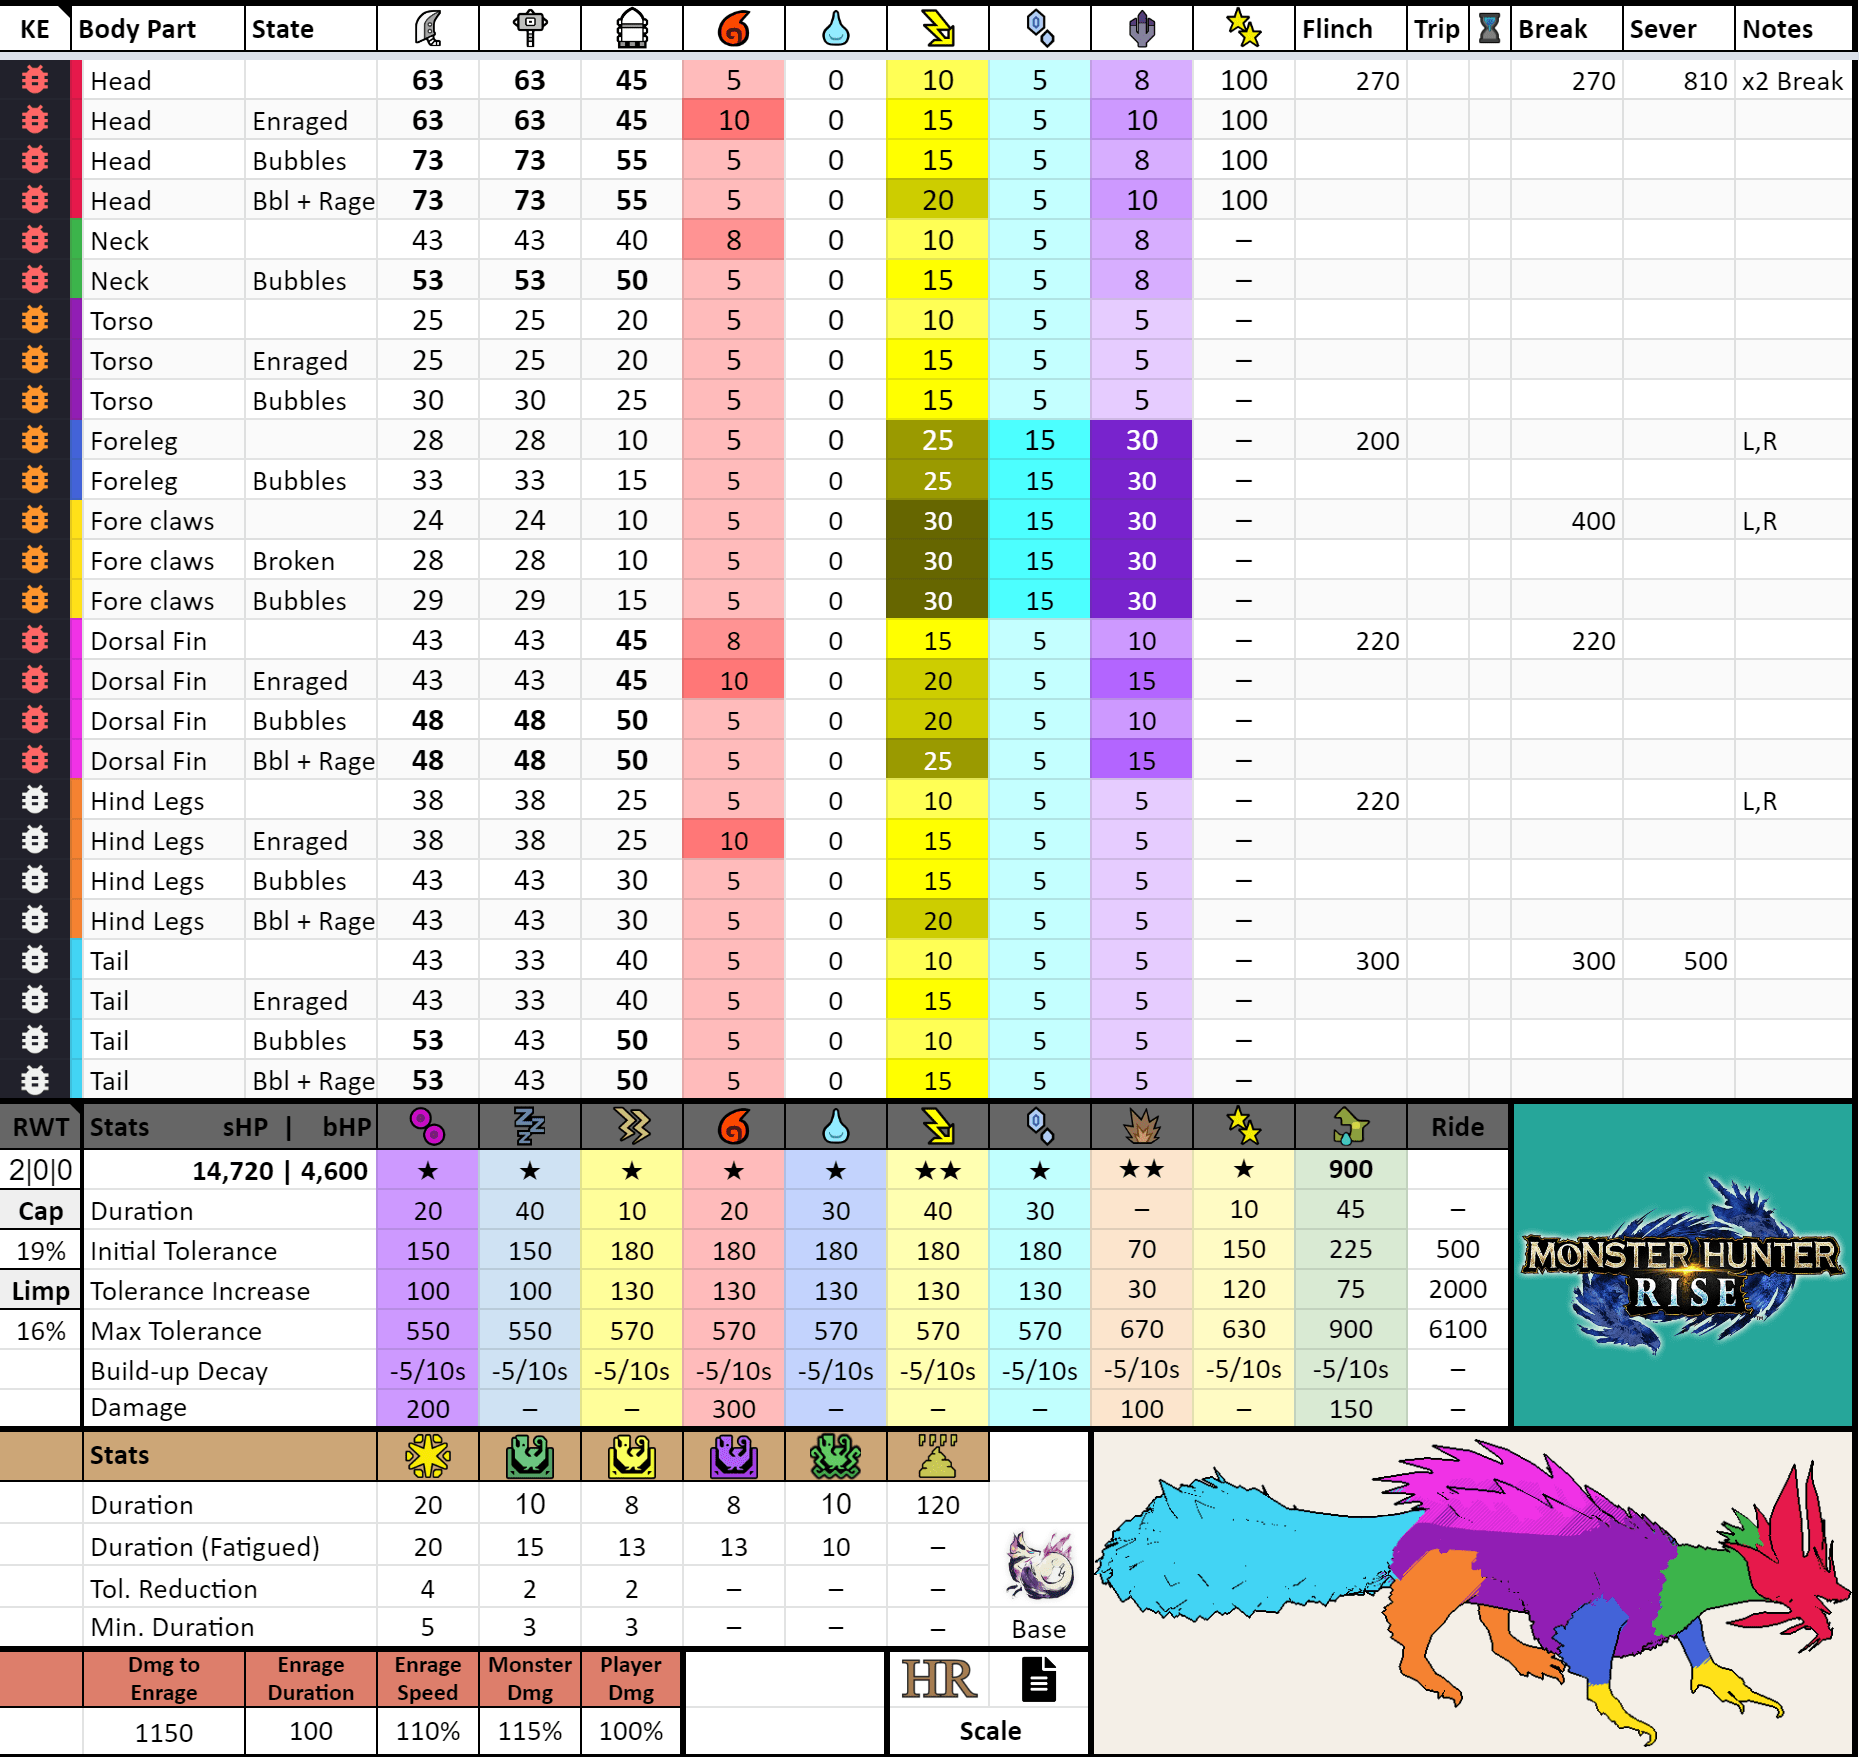 KE Body Part State Flinch Trip Break Sever Notes
Head 63 63 45 5 0 10 5 8 100 270 270 810 x2 Break
Head Enraged 63 63 45 10 0 15 5 10 100
Head Bubbles 73 73 55 5 0 15 5 8 100
Head Bbl + Rage 73 73 55 5 0 20 5 10 100
Neck 43 43 40 8 0 10 5 8 –
Neck Bubbles 53 53 50 5 0 15 5 8 –
Torso 25 25 20 5 0 10 5 5 –
Torso Enraged 25 25 20 5 0 15 5 5 –
Torso Bubbles 30 30 25 5 0 15 5 5 –
Foreleg 28 28 10 5 0 25 15 30 – 200 L,R
Foreleg Bubbles 33 33 15 5 0 25 15 30 –
Fore claws 24 24 10 5 0 30 15 30 – 400 L,R
Fore claws Broken 28 28 10 5 0 30 15 30 –
Fore claws Bubbles 29 29 15 5 0 30 15 30 –
Dorsal Fin 43 43 45 8 0 15 5 10 – 220 220
Dorsal Fin Enraged 43 43 45 10 0 20 5 15 –
Dorsal Fin Bubbles 48 48 50 5 0 20 5 10 –
Dorsal Fin Bbl + Rage 48 48 50 5 0 25 5 15 –
Hind Legs 38 38 25 5 0 10 5 5 – 220 L,R
Hind Legs Enraged 38 38 25 10 0 15 5 5 –
Hind Legs Bubbles 43 43 30 5 0 15 5 5 –
Hind Legs Bbl + Rage 43 43 30 5 0 20 5 5 –
Tail 43 33 40 5 0 10 5 5 – 300 300 500
Tail Enraged 43 33 40 5 0 15 5 5 –
Tail Bubbles 53 43 50 5 0 10 5 5 –
Tail Bbl + Rage 53 43 50 5 0 15 5 5 –
RWT Stats sHP | bHP Ride
2|0|0 14,720 | 4,600 ★ ★ ★ ★ ★ ★★ ★ ★★ ★ 900
Cap Duration 20 40 10 20 30 40 30 – 10 45 –
19% Initial Tolerance 150 150 180 180 180 180 180 70 150 225 500
Limp Tolerance Increase 100 100 130 130 130 130 130 30 120 75 2000
16% Max Tolerance 550 550 570 570 570 570 570 670 630 900 6100
Build-up Decay -5/10s -5/10s -5/10s -5/10s -5/10s -5/10s -5/10s -5/10s -5/10s -5/10s –
Damage 200 – – 300 – – – 100 – 150 –
MONSTER HUNTER
RISE
Stats
Duration 20 10 8 8 10 120
Duration (Fatigued) 20 15 13 13 10 –
Tol. Reduction 4 2 2 – – –
Min. Duration 5 3 3 – – – Base
Dmg to Enrage Enrage Monster Player
Enrage Duration Speed Dmg Dmg
HR
1150 100 110% 115% 100% Scale